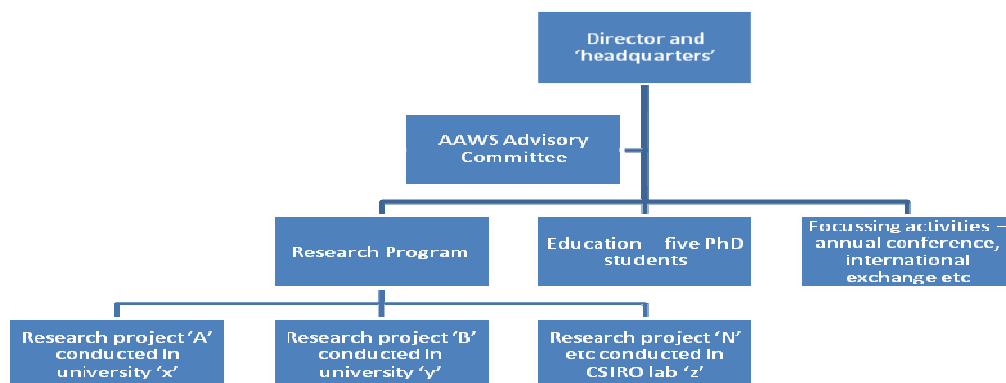 Director and
‘headquarters’
AAWS Advisory
Committee
Research Program
Education five PhD
students
Focussing activities –
annual conference,
international
exchange etc
Research project ‘A’
conducted in
university ‘x’
Research project ‘B’
conducted in
university ‘y’
Research project ‘N’
etc conducted in
CSIRO lab ‘z’